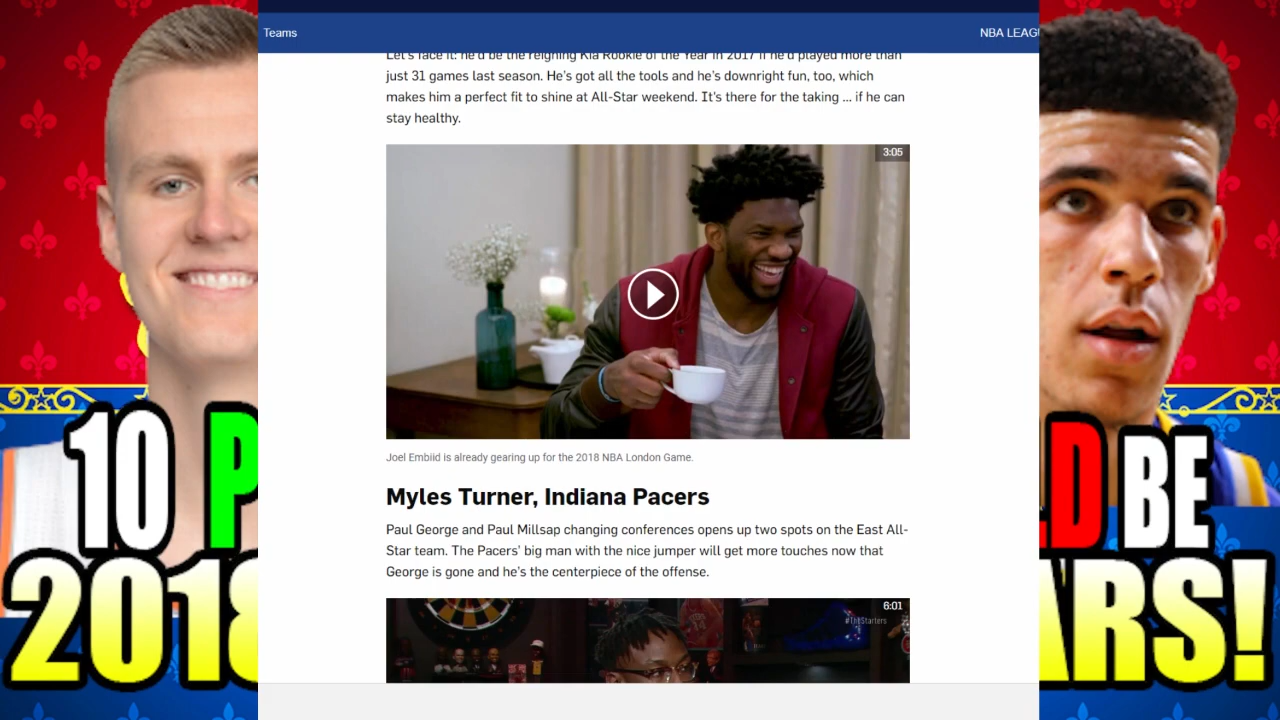 Teams
NBA LEAG
Let's face it: he'd be the reigning Kia Rookie of the Year in 2017 if he'd played more than
just 31 games last season. He's got all the tools and he's downright fun, too, which
makes him a perfect fit to shine at All-Star weekend. It's there for the taking ... if he can
stay healthy.
3:05
Joel Embiid is already gearing up for the 2018 NBA London Game.
Myles Turner, Indiana Pacers
Paul George and Paul Millsap changing conferences opens up two spots on the East All-
Star team. The Pacers' big man with the nice jumper will get more touches now that
George is gone and he's the centerpiece of the offense.
6:01
#TheStarters
10 P
D BE
2018
ARS!